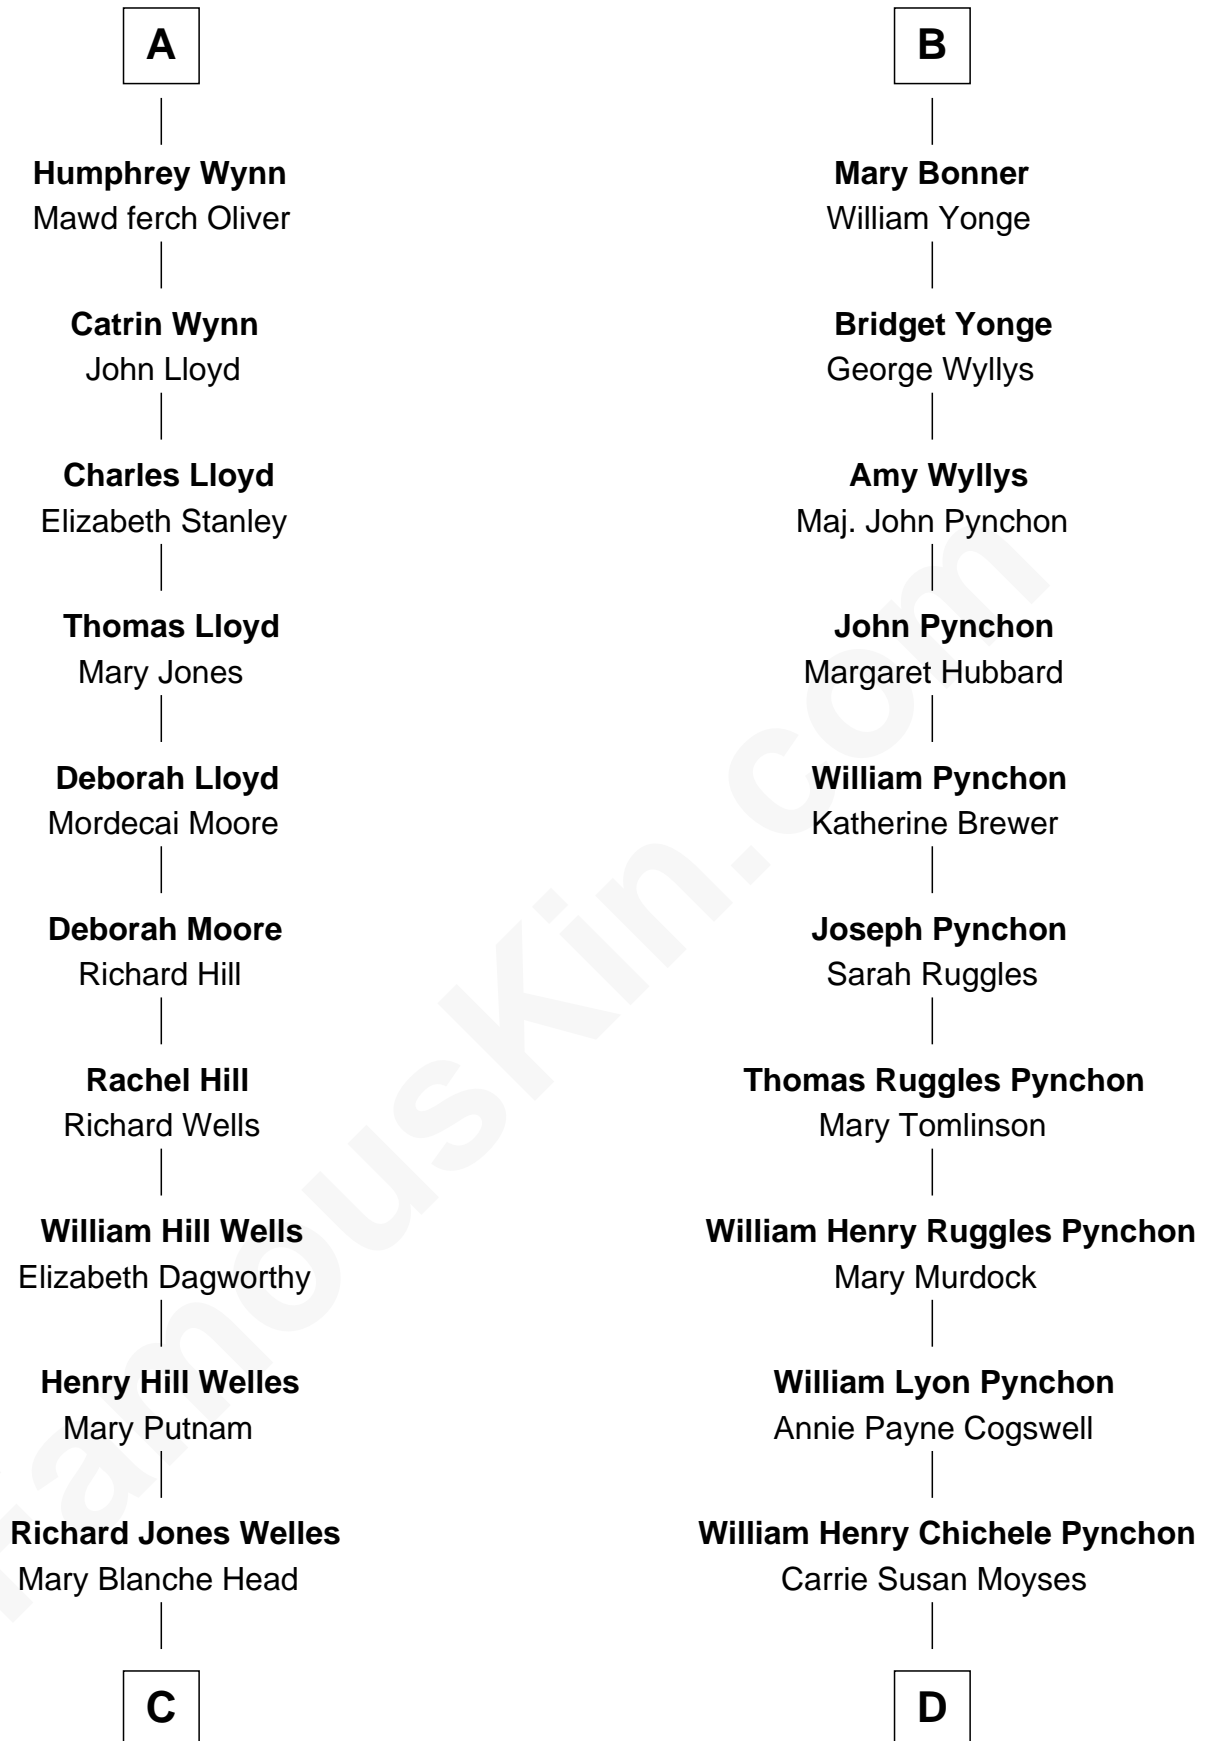 A
Humphrey Wynn
Mawd ferch Oliver
Catrin Wynn
John Lloyd
Charles Lloyd
Elizabeth Stanley
Thomas Lloyd
Mary Jones
Deborah Lloyd
Mordecai Moore
Deborah Moore
Richard Hill
Rachel Hill
Richard Wells
William Hill Wells
Elizabeth Dagworthy
Henry Hill Welles
Mary Putnam
Richard Jones Welles
Mary Blanche Head
C
B
Mary Bonner
William Yonge
Bridget Yonge
George Wyllys
Amy Wyllys
Maj. John Pynchon
John Pynchon
Margaret Hubbard
William Pynchon
Katherine Brewer
Joseph Pynchon
Sarah Ruggles
Thomas Ruggles Pynchon
Mary Tomlinson
William Henry Ruggles Pynchon
Mary Murdock
William Lyon Pynchon
Annie Payne Cogswell
William Henry Chichele Pynchon
Carrie Susan Moyses
D
FamousKin.com